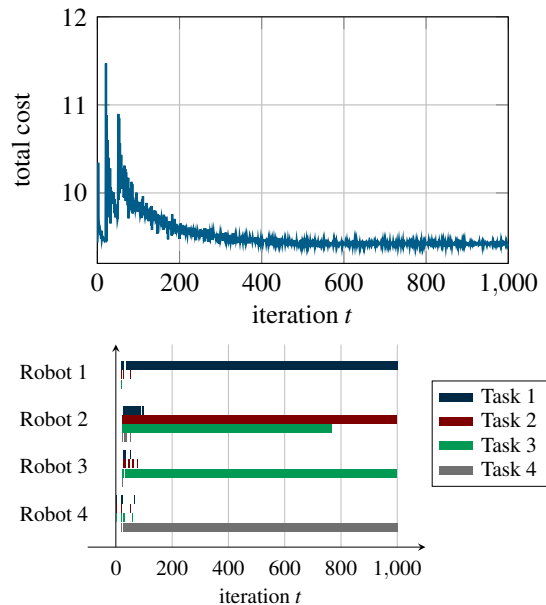 12
11
10
total cost
0 200 400 600 800 1,000
iteration t
Robot 1
Robot 2
Robot 3
Robot 4
Task 1
Task 2
Task 3
Task 4
0 200 400 600 800 1,000
iteration t